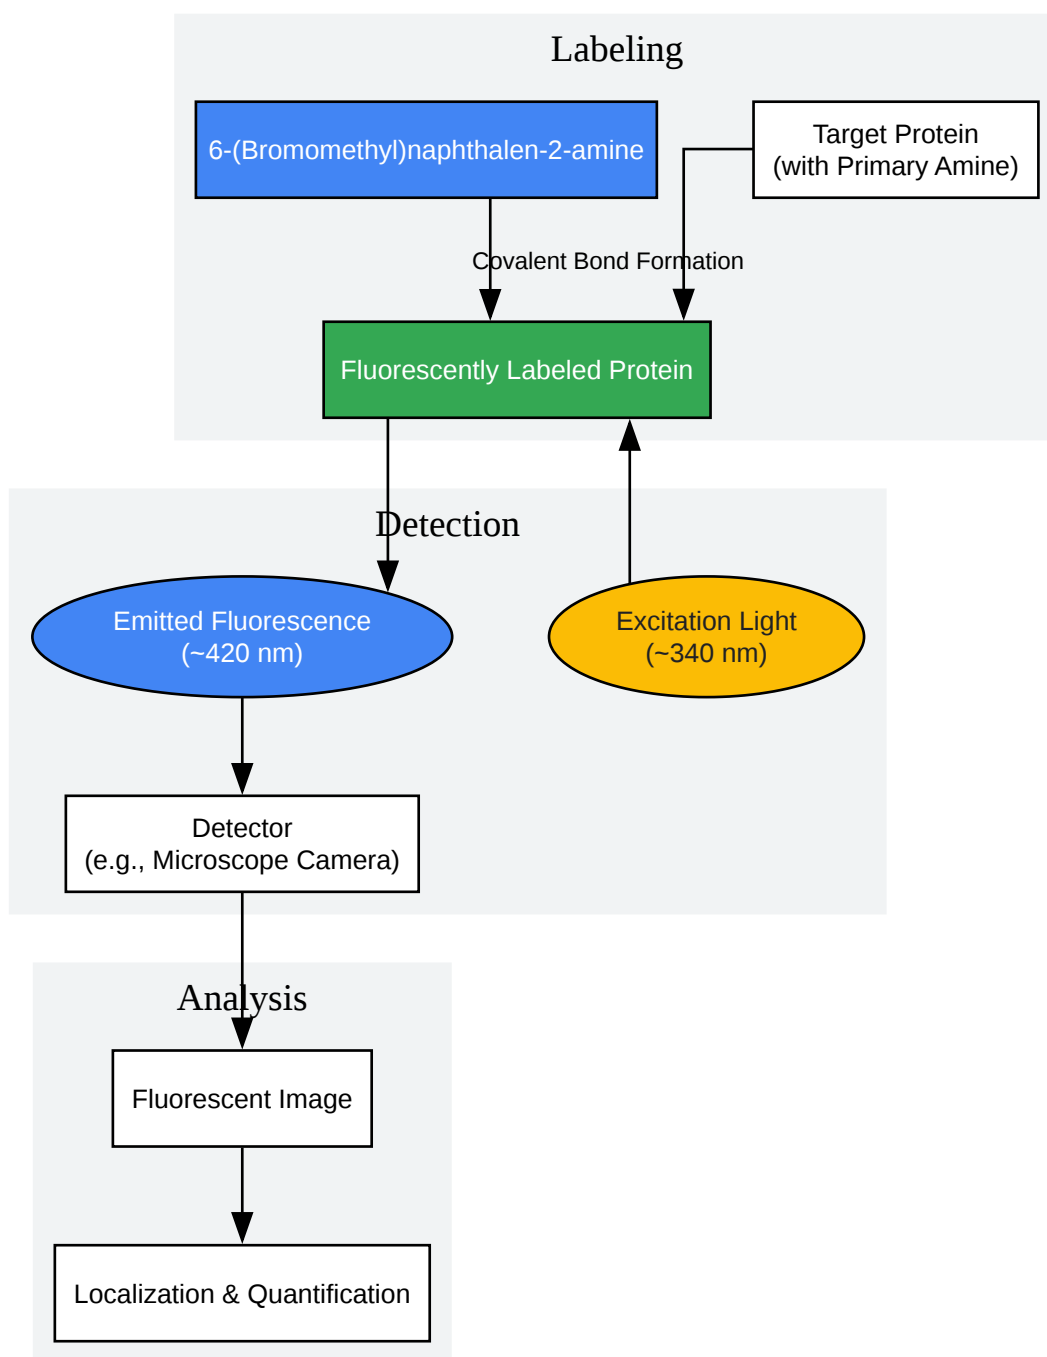 Labeling
6-(Bromomethyl)naphthalen-2-amine
Target Protein
(with Primary Amine)
Covalent Bond Formation
Fluorescently Labeled Protein
Detection
Emitted Fluorescence
(~420 nm)
Excitation Light
(~340 nm)
Detector
(e.g., Microscope Camera)
Analysis
Fluorescent Image
Localization & Quantification